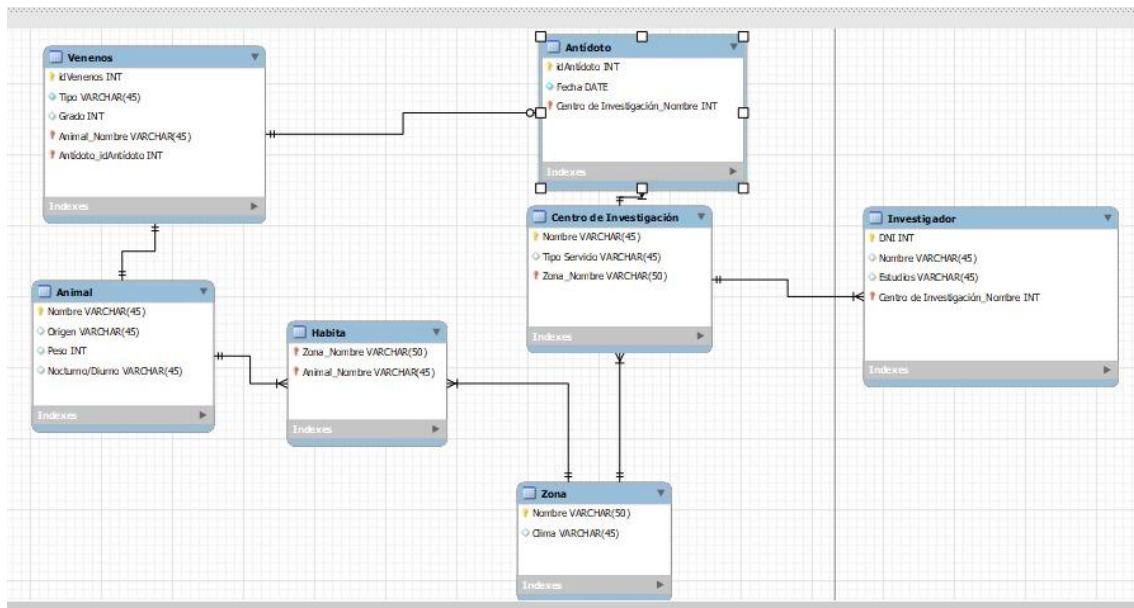 Venenos
idVenenos INT
Tipo VARCHAR(45)
Grado INT
Animal_Nombre VARCHAR(45)
Antídoto_idAntídoto INT
Indexes
Antídoto
idAntídoto INT
Fecha DATE
Centro de Investigación_Nombre INT
Indexes
Centro de Investigación
Nombre VARCHAR(45)
Tipo Servicio VARCHAR(45)
Zona_Nombre VARCHAR(50)
Indexes
Investigador
DNI INT
Nombre VARCHAR(45)
Estudios VARCHAR(45)
Centro de Investigación_Nombre INT
Indexes
Animal
Nombre VARCHAR(45)
Origen VARCHAR(45)
Peso INT
Nocturno/Diurno VARCHAR(45)
Indexes
Habita
Zona_Nombre VARCHAR(50)
Animal_Nombre VARCHAR(45)
Indexes
Zona
Nombre VARCHAR(50)
Clima VARCHAR(45)
Indexes